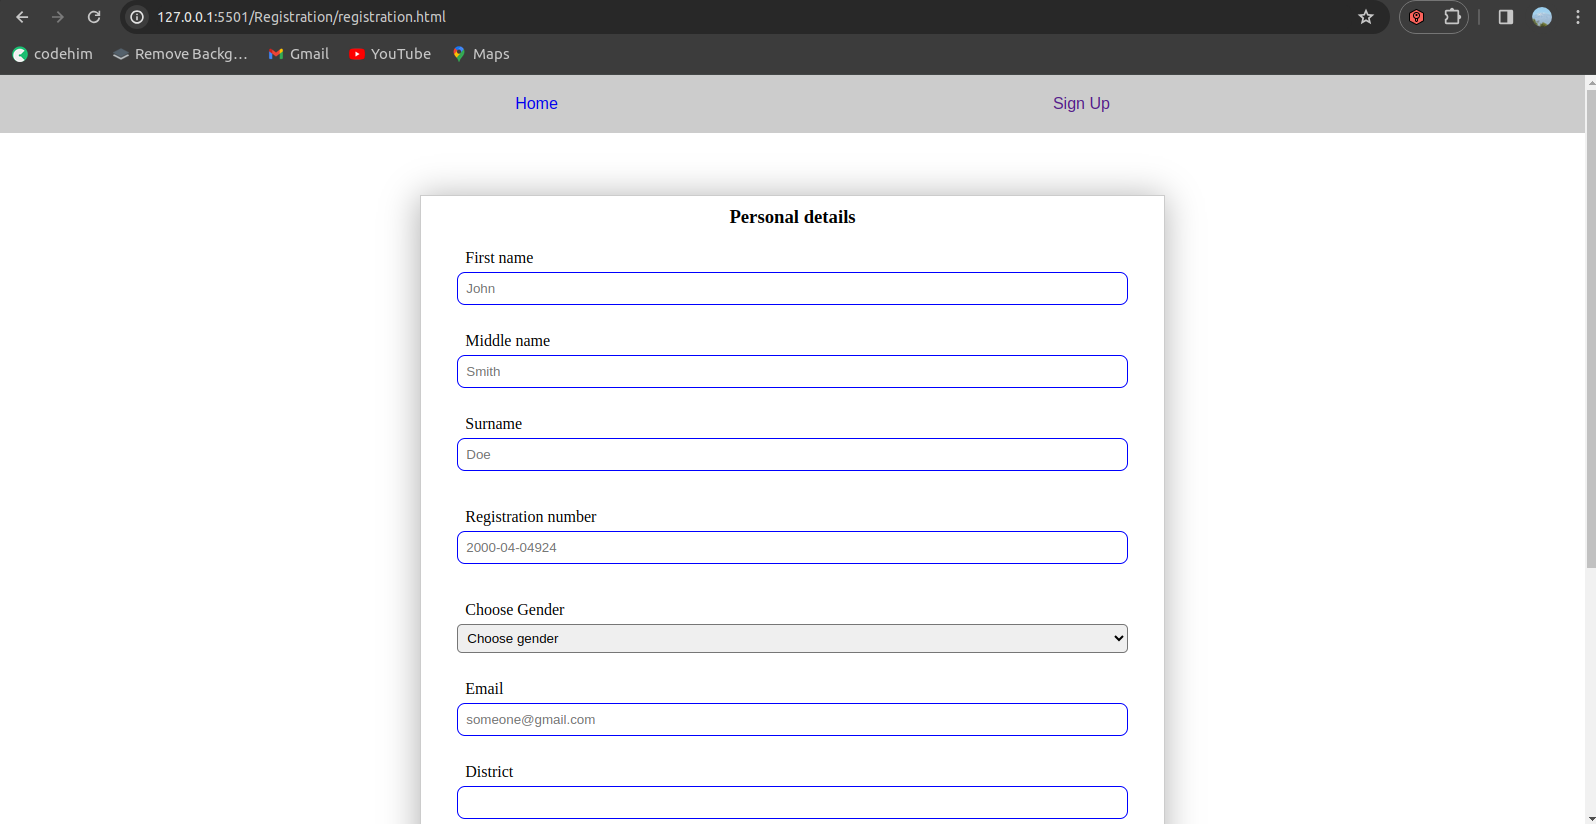 127.0.0.1:5501/Registration/registration.html
codehim Remove Backg... Gmail YouTube Maps
Home Sign Up
Personal details
First name
John
Middle name
Smith
Surname
Doe
Registration number
2000-04-04924
Choose Gender
Choose gender
Email
someone@gmail.com
District